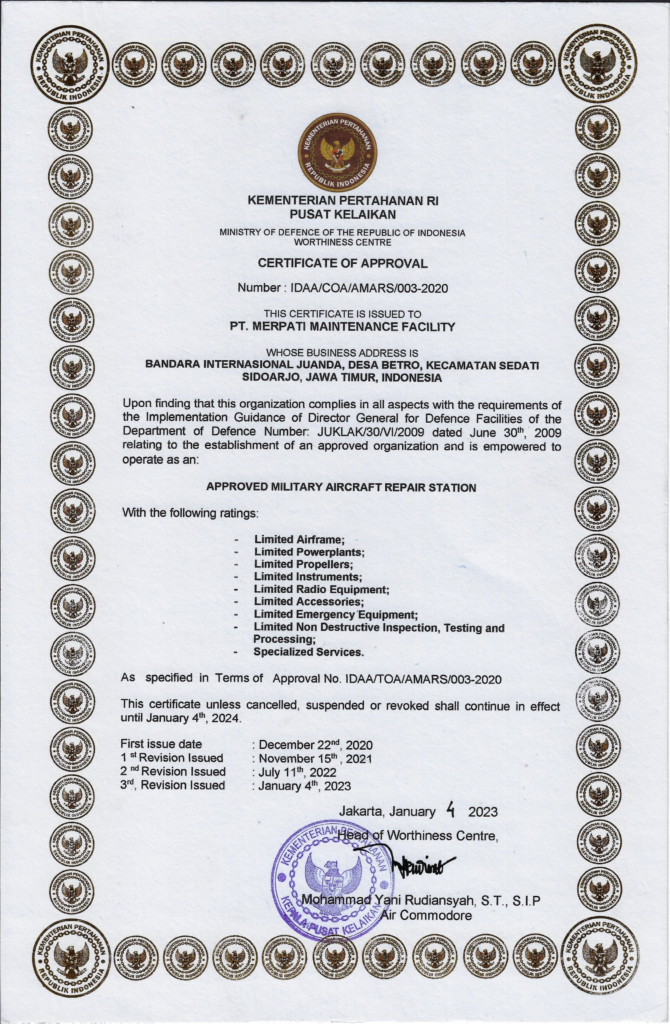 KEMENTERIAN PERTAHANAN
REPUBLIK INDONESIA
KEMENTERIAN PERTAHANAN RI
PUSAT KELAIKAN
MINISTRY OF DEFENCE OF THE REPUBLIC OF INDONESIA
WORTHINESS CENTRE
CERTIFICATE OF APPROVAL
Number : IDAA/COA/AMARS/003-2020
THIS CERTIFICATE IS ISSUED TO
PT. MERPATI MAINTENANCE FACILITY
WHOSE BUSINESS ADDRESS IS
BANDARA INTERNASIONAL JUANDA, DESA BETRO, KECAMATAN SEDATI
SIDOARJO, JAWA TIMUR, INDONESIA
Upon finding that this organization complies in all aspects with the requirements of
the Implementation Guidance of Director General for Defence Facilities of the
Department of Defence Number: JUKLAK/30/VI/2009 dated June 30th, 2009
relating to the establishment of an approved organization and is empowered to
operate as an:
APPROVED MILITARY AIRCRAFT REPAIR STATION
With the following ratings:
- Limited Airframe;
- Limited Powerplants;
- Limited Propellers;
- Limited Instruments;
- Limited Radio Equipment;
- Limited Accessories;
- Limited Emergency Equipment;
- Limited Non Destructive Inspection, Testing and
Processing;
- Specialized Services.
As specified in Terms of Approval No. IDAA/TOA/AMARS/003-2020
This certificate unless cancelled, suspended or revoked shall continue in effect
until January 4th, 2024.
First issue date : December 22nd, 2020
1 st Revision Issued : November 15th , 2021
2 nd Revision Issued : July 11th, 2022
3rd, Revision Issued : January 4th, 2023
Jakarta, January 4 2023
Head of Worthiness Centre,
KEMENTERIAN PERTAHANAN
KEPALA PUSAT KELAIKAN
Mohammad Yani Rudiansyah, S.T., S.I.P
Air Commodore